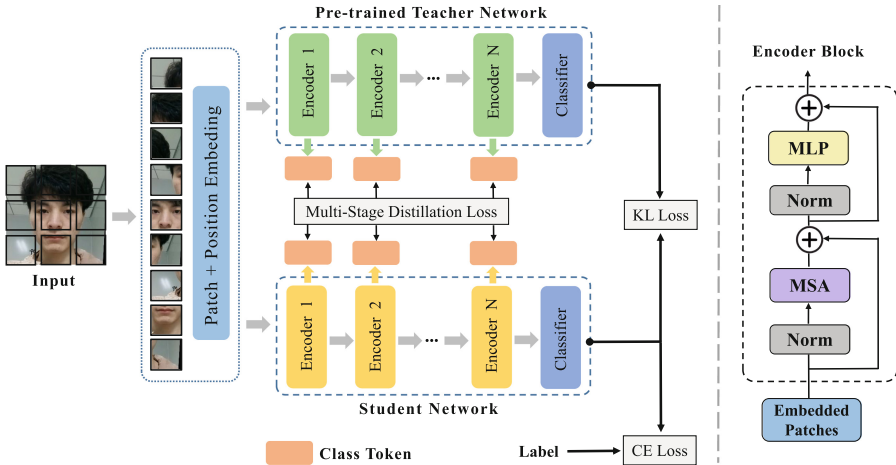 Pre-trained Teacher Network
Encoder 1
Encoder 2
...
Encoder N
Classifier
Patch + Position Embeding
Input
Multi-Stage Distillation Loss
KL Loss
Encoder 1
Encoder 2
...
Encoder N
Classifier
Student Network
Class Token
Label
CE Loss
Encoder Block
+
MLP
Norm
+
MSA
Norm
Embedded
Patches